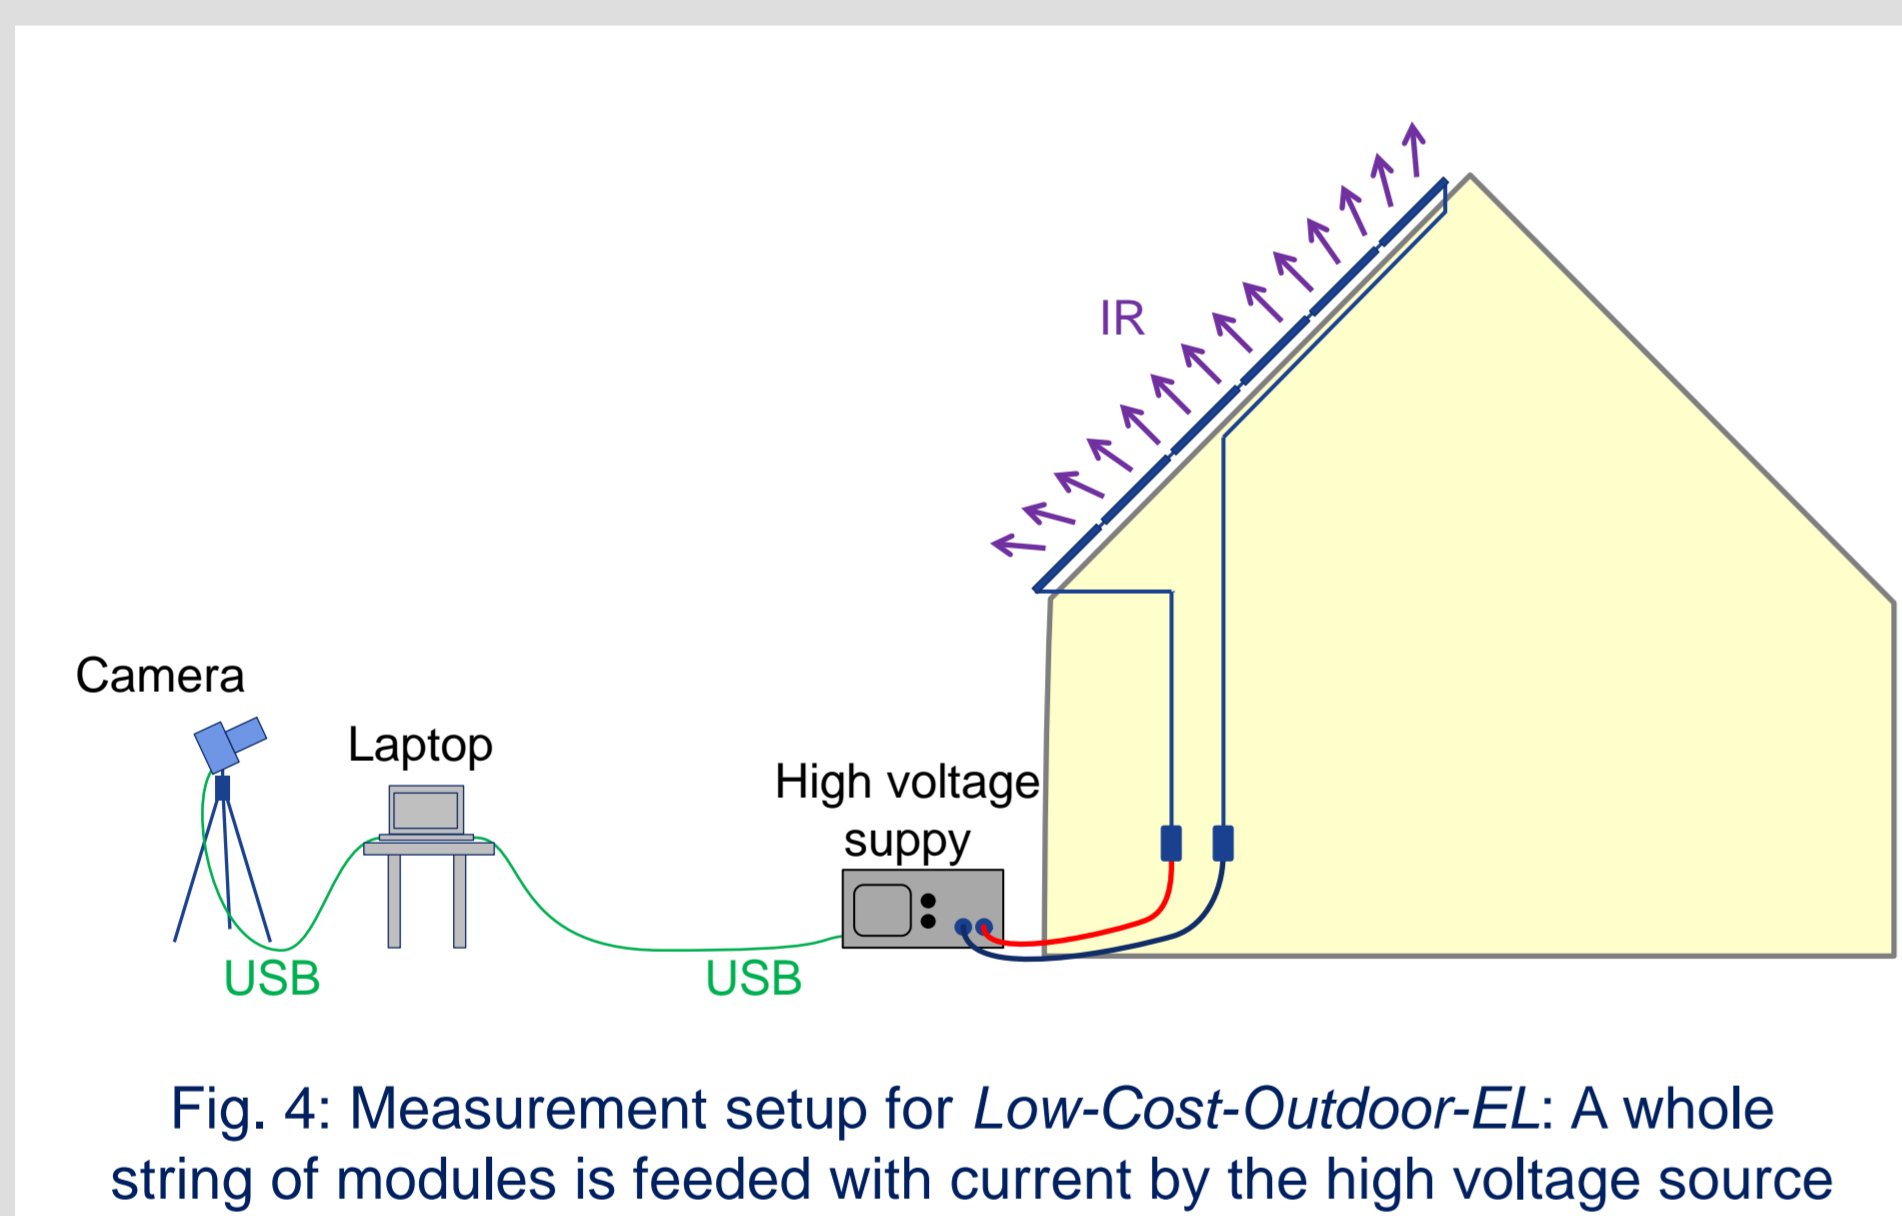 IR
Camera
Laptop
High voltage
suppy
USB
USB
Fig. 4: Measurement setup for Low-Cost-Outdoor-EL: A whole
string of modules is feeded with current by the high voltage source